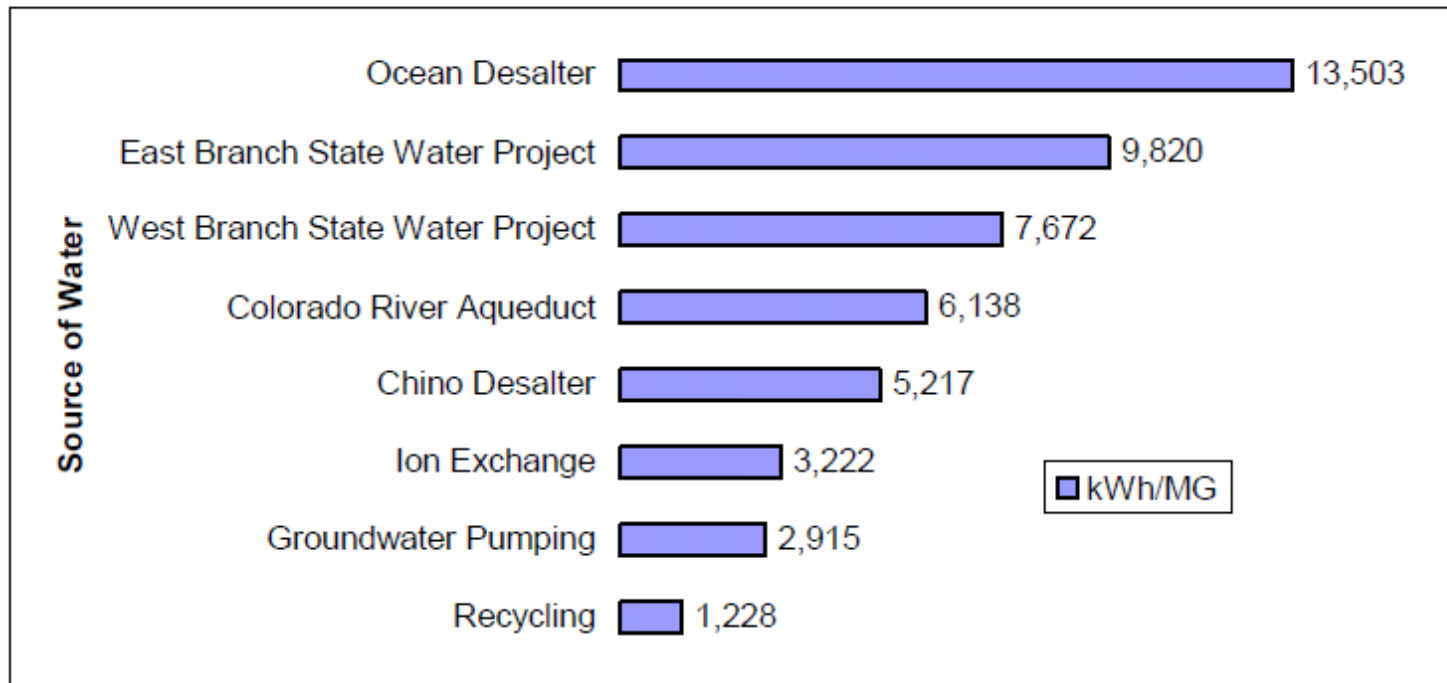 Source of Water
Ocean Desalter 13,503
East Branch State Water Project 9,820
West Branch State Water Project 7,672
Colorado River Aqueduct 6,138
Chino Desalter 5,217
Ion Exchange 3,222
kWh/MG
Groundwater Pumping 2,915
Recycling 1,228